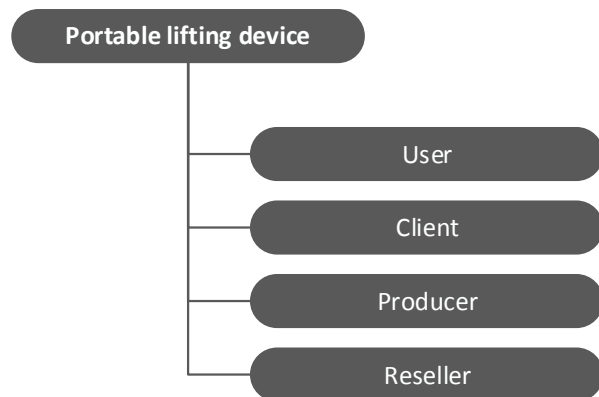 Portable lifting device
User
Client
Producer
Reseller